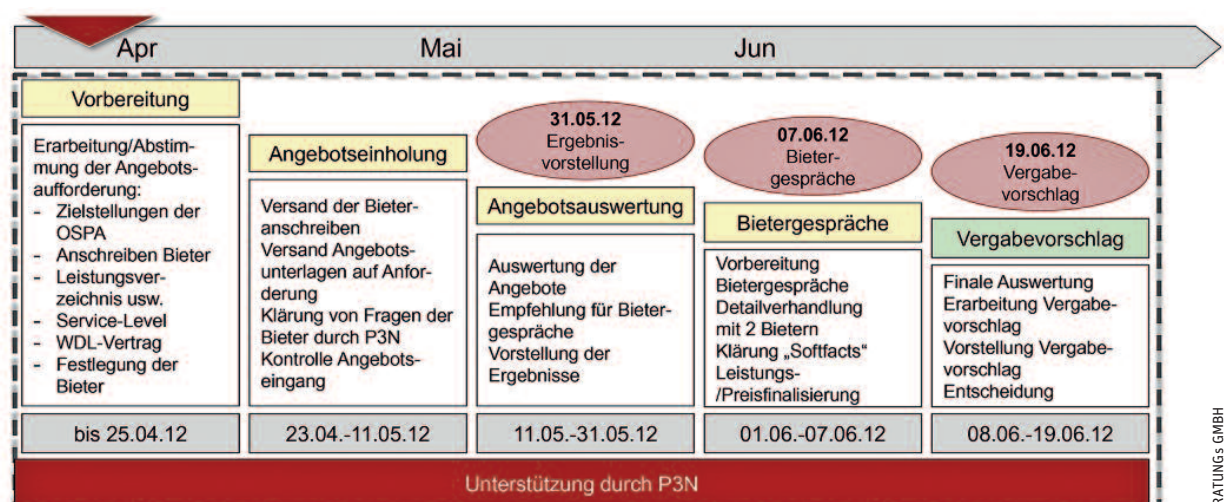 Apr
Mai
Jun
Vorbereitung
Erarbeitung/Abstim-
mung der Angebots-
aufforderung:
- Zielstellungen der
OSPA
- Anschreiben Bieter
- Leistungsver-
zeichnis usw.
- Service-Level
- WDL-Vertrag
- Festlegung der
Bieter
bis 25.04.12
Angebotseinholung
Versand der Bieter-
anschreiben
Versand Angebots-
unterlagen auf Anfor-
derung
Klärung von Fragen der
Bieter durch P3N
Kontrolle Angebots-
eingang
23.04.-11.05.12
31.05.12
Ergebnis-
vorstellung
Angebotsauswertung
Auswertung der
Angebote
Empfehlung für Bieter-
gespräche
Vorstellung der
Ergebnisse
11.05.-31.05.12
07.06.12
Bieter-
gespräche
Bietergespräche
Vorbereitung
Bietergespräche
Detailverhandlung
mit 2 Bietern
Klärung „Softfacts“
Leistungs-
/Preisfinalisierung
01.06.-07.06.12
19.06.12
Vergabe-
vorschlag
Vergabevorschlag
Finale Auswertung
Erarbeitung Vergabe-
vorschlag
Vorstellung Vergabe-
vorschlag
Entscheidung
08.06.-19.06.12
Unterstützung durch P3N
GMBH